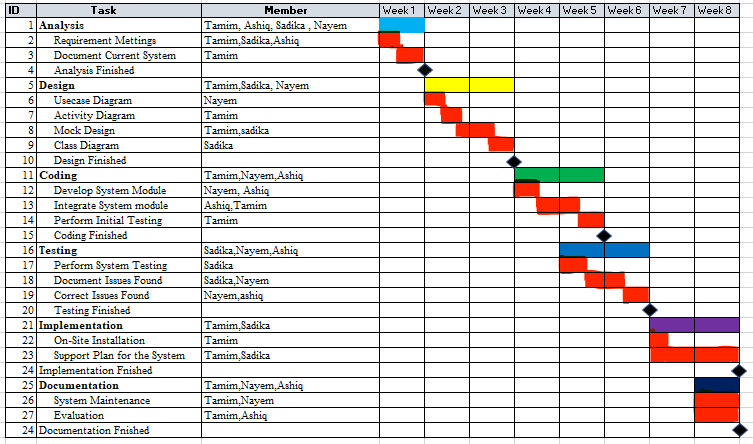 ID Task Member Week 1 Week 2 Week 3 Week 4 Week 5 Week 6 Week 7 Week 8
1 Analysis Tamim, Ashiq, Sadika , Nayem
2 Requirement Mettings Tamim,Sadika,Ashiq
3 Document Current System Tamim
4 Analysis Finished
5 Design Tamim,Sadika, Nayem
6 Usecase Diagram Nayem
7 Activity Diagram Tamim
8 Mock Design Tamim,sadika
9 Class Diagram Sadika
10 Design Finished
11 Coding Tamim,Nayem,Ashiq
12 Develop System Module Nayem, Ashiq
13 Integrate System module Ashiq,Tamim
14 Perform Initial Testing Tamim
15 Coding Finished
16 Testing Sadika,Nayem,Ashiq
17 Perform System Testing Sadika
18 Document Issues Found Sadika,Nayem
19 Correct Issues Found Nayem,ashiq
20 Testing Finished
21 Implementation Tamim,Sadika
22 On-Site Installation Tamim
23 Support Plan for the System Tamim,Sadika
24 Implementation Fnished
25 Documentation Tamim,Nayem,Ashiq
26 System Maintenance Tamim,Nayem
27 Evaluation Tamim,Ashiq
24 Documentation Fnished